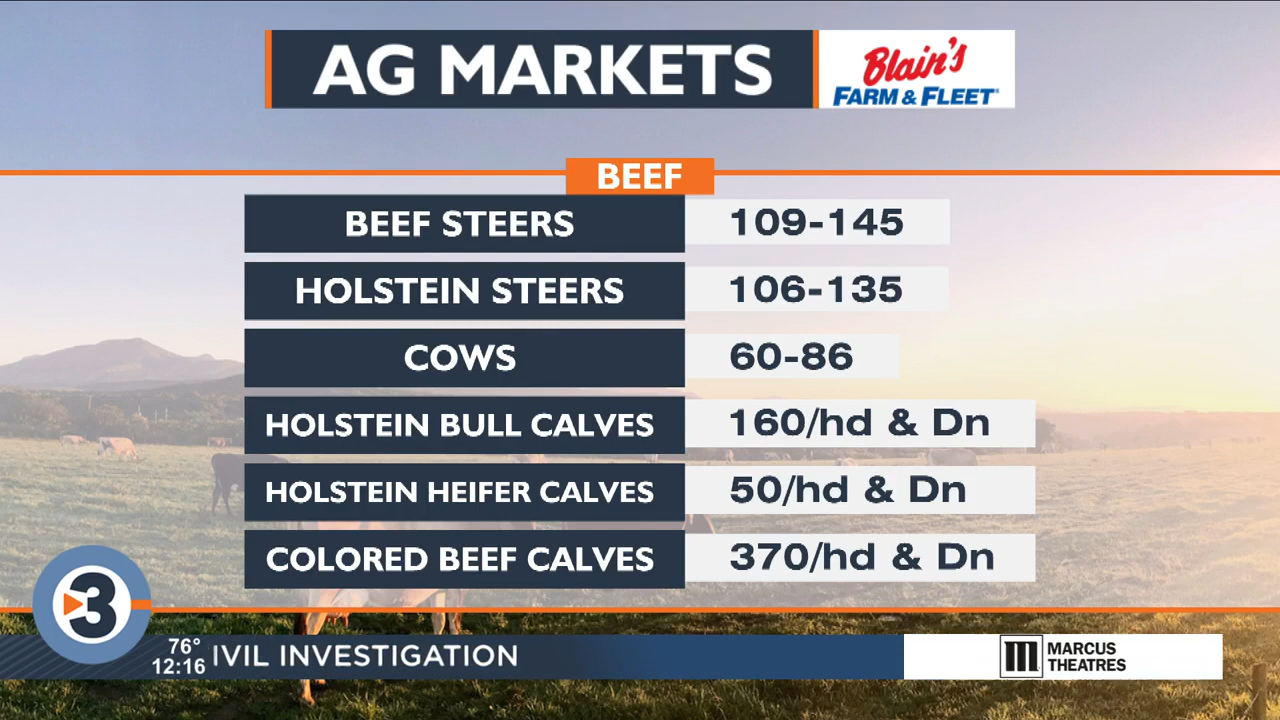 AG MARKETS
Blain's
FARM & FLEET
BEEF
BEEF STEERS 109-145
HOLSTEIN STEERS 106-135
COWS 60-86
HOLSTEIN BULL CALVES 160/hd & Dn
HOLSTEIN HEIFER CALVES 50/hd & Dn
COLORED BEEF CALVES 370/hd & Dn
3
76°
12:16
IVIL INVESTIGATION
MARCUS
THEATRES